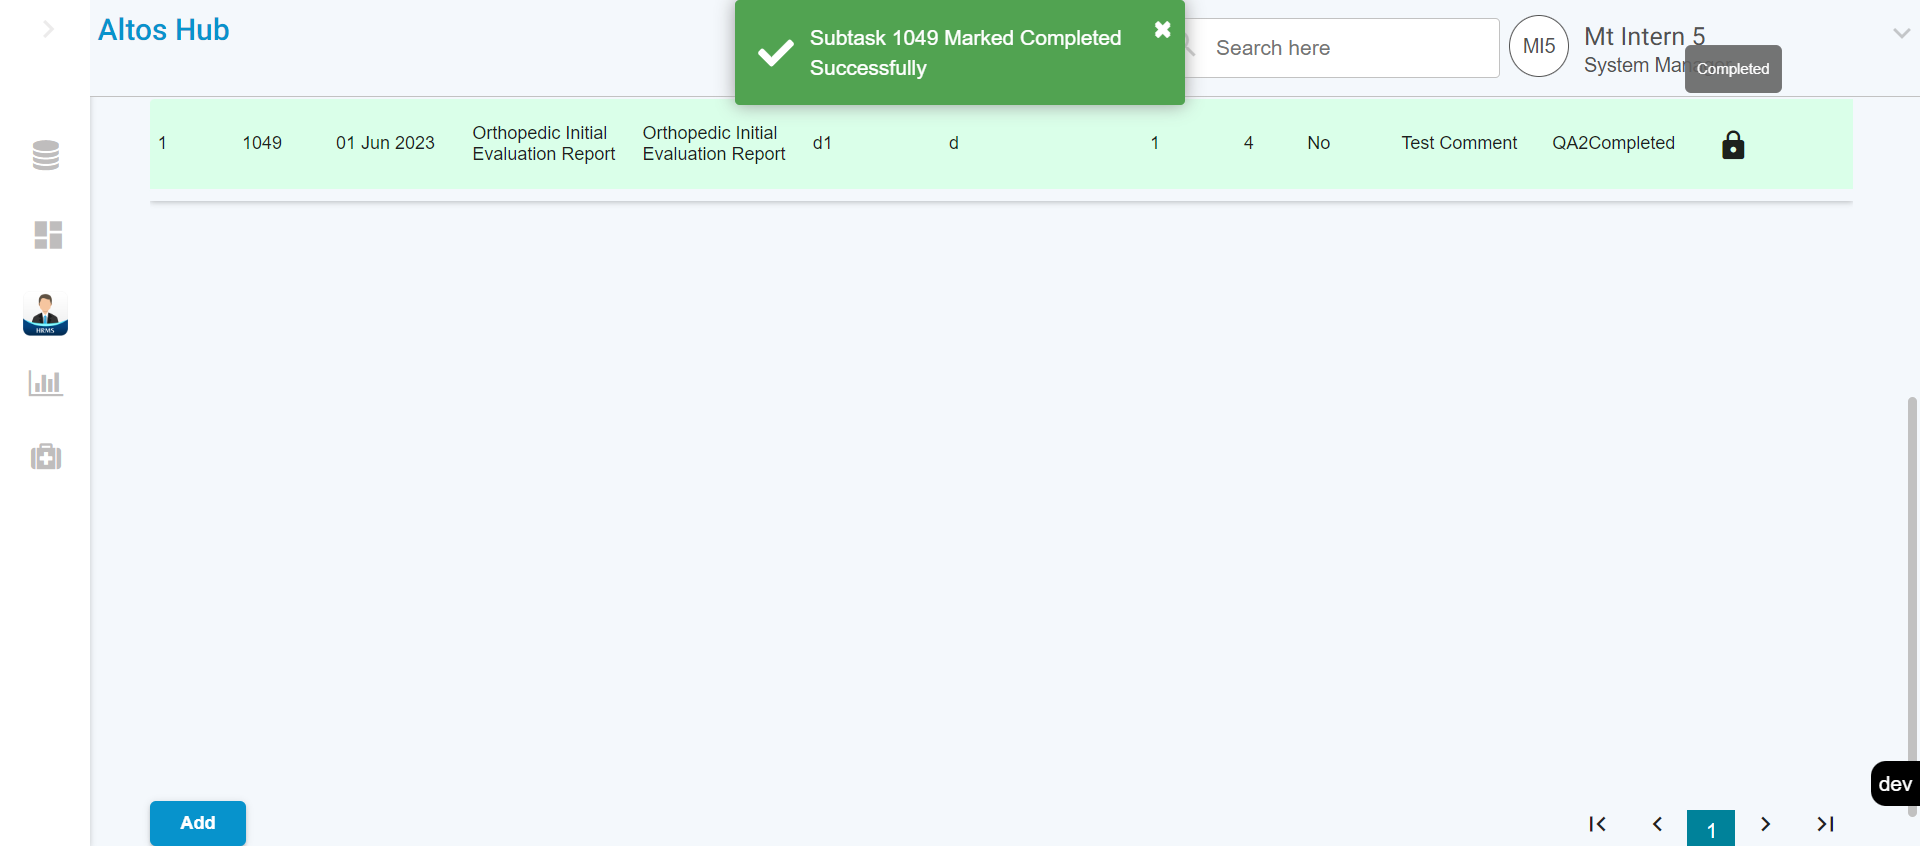 Altos Hub
Subtask 1049 Marked Completed
Successfully
Search here
MI5
Mt Intern 5
System Man
Completed
1
1049
01 Jun 2023
Orthopedic Initial
Evaluation Report
Orthopedic Initial
Evaluation Report
d1
d
1
4
No
Test Comment
QA2Completed
HRMS
dev
Add
1